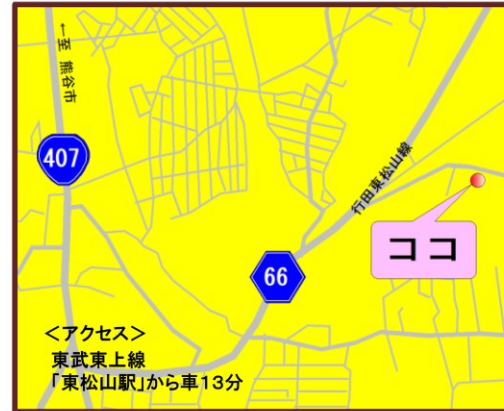 ←至 熊谷市
407
行田東松山線
ココ
66
＜アクセス＞
東武東上線
「東松山駅」から車13分